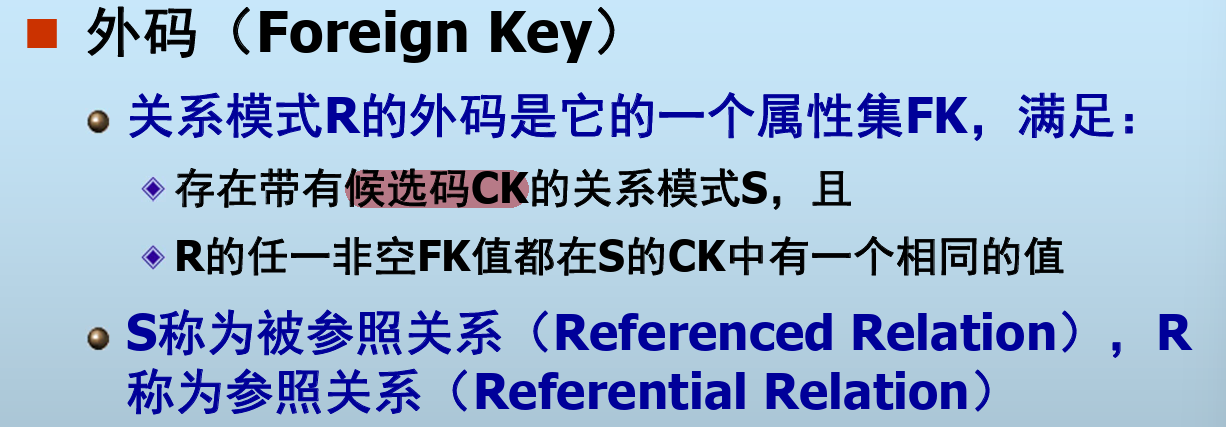 外码（Foreign Key）
关系模式R的外码是它的一个属性集FK，满足：
存在带有候选码CK的关系模式S，且
R的任一非空FK值都在S的CK中有一个相同的值
S称为被参照关系（Referenced Relation），R
称为参照关系（Referential Relation）